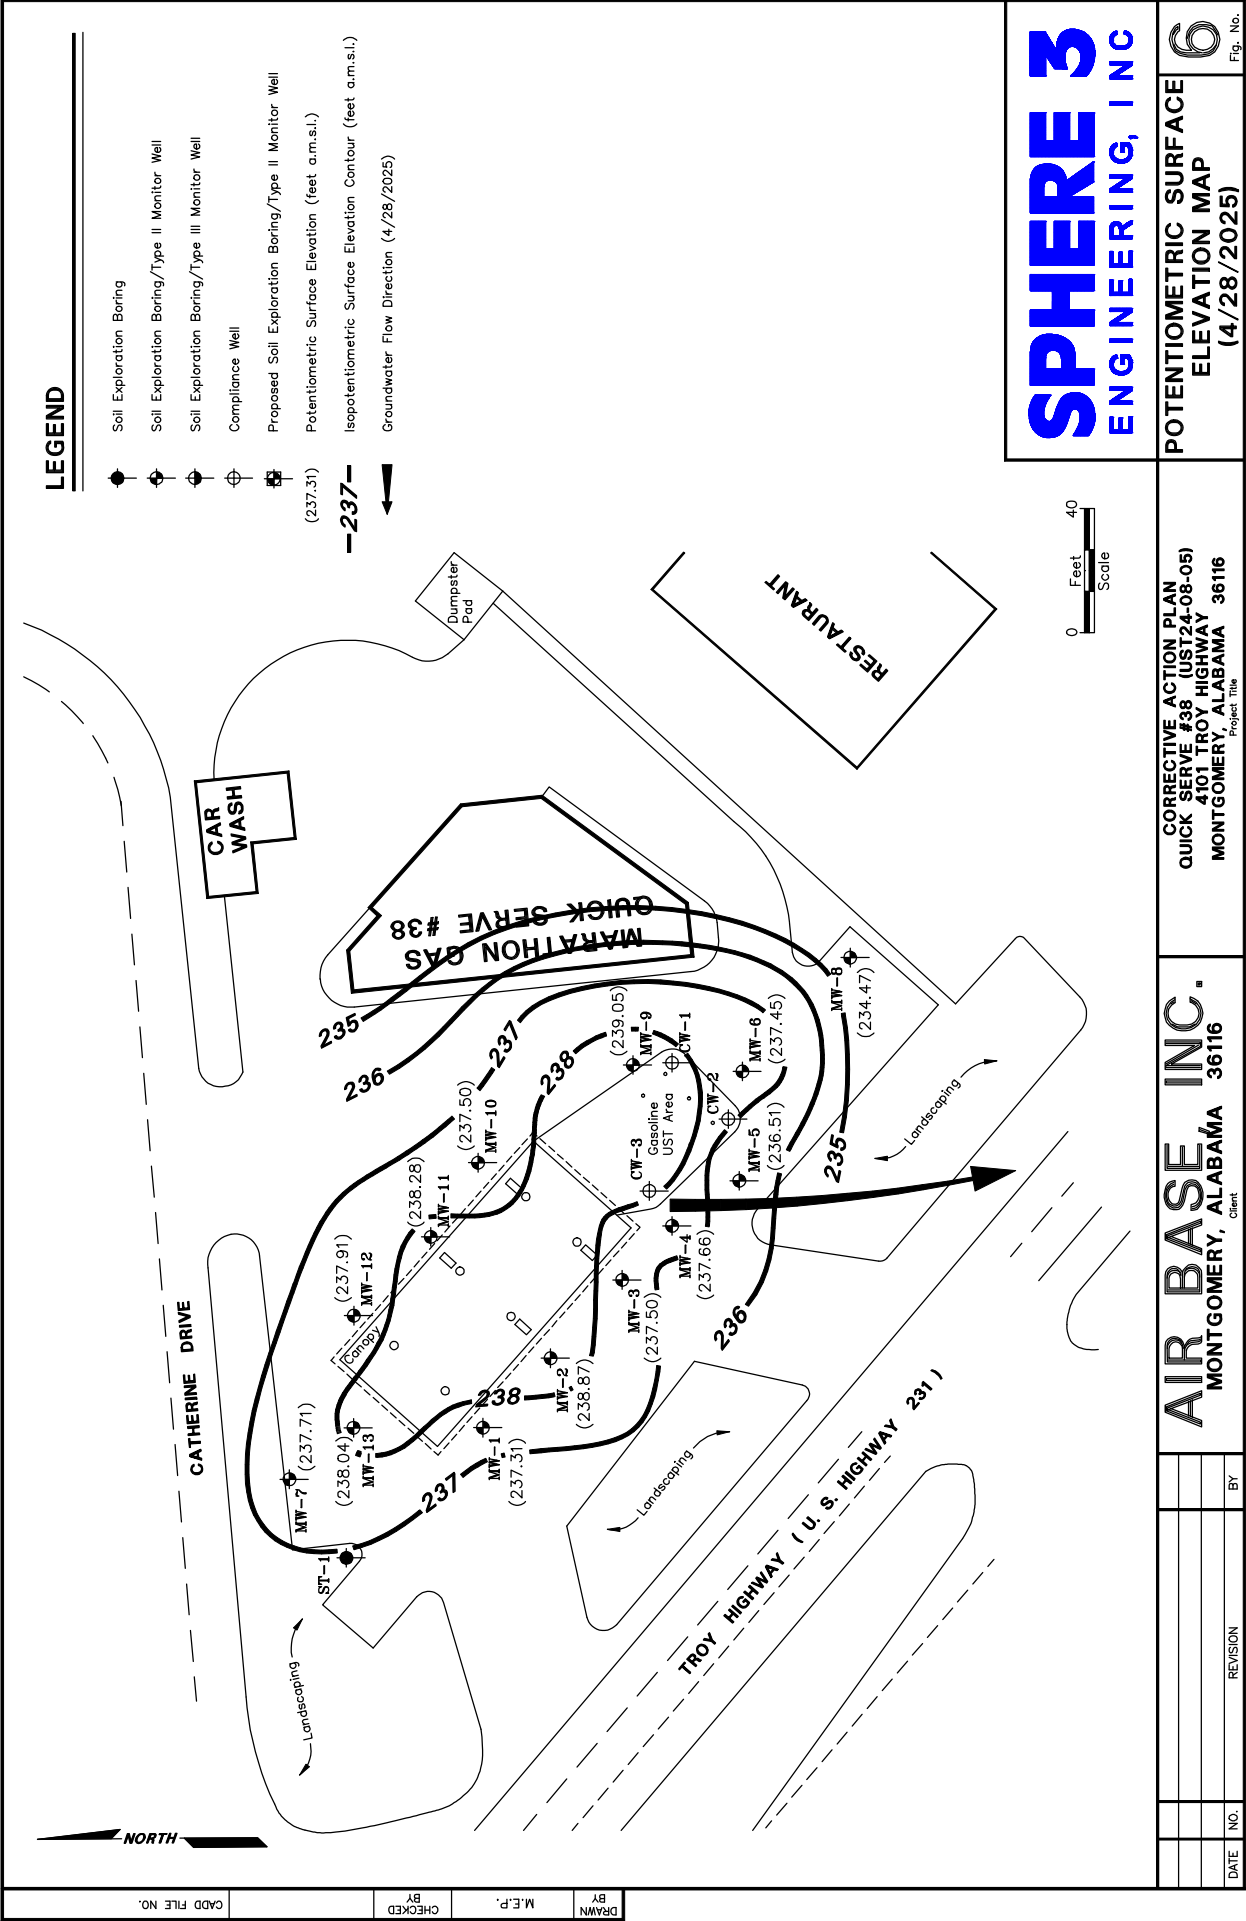 LEGEND
Soil Exploration Boring
Soil Exploration Boring/Type II Monitor Well
Soil Exploration Boring/Type III Monitor Well
Compliance Well
Proposed Soil Exploration Boring/Type II Monitor Well
(237.31) Potentiometric Surface Elevation (feet a.m.s.l.)
237 Isopotentiometric Surface Elevation Contour (feet a.m.s.l.)
Groundwater Flow Direction (4/28/2025)
NORTH
CATHERINE DRIVE
TROY HIGHWAY ( U. S. HIGHWAY 231 )
CAR
WASH
Dumpster
Pad
RESTAURANT
MARATHON GAS
QUICK SERVE #38
Canopy
Gasoline
UST Area
Landscaping
Landscaping
Landscaping
ST-1
MW-7
(237.71)
MW-13
(238.04)
MW-12
(237.91)
MW-11
(238.28)
MW-10
(237.50)
MW-9
(239.05)
MW-1
(237.31)
MW-2
(238.87)
MW-3
(237.50)
MW-4
(237.66)
MW-5
(236.51)
MW-6
(237.45)
MW-8
(234.47)
CW-1
CW-2
CW-3
235
236
237
238
237
238
236
235
0 40
Feet
Scale
SPHERE 3
ENGINEERING, INC
POTENTIOMETRIC SURFACE
ELEVATION MAP
(4/28/2025)
6
Fig. No.
CORRECTIVE ACTION PLAN
QUICK SERVE #38 (UST24-08-05)
4101 TROY HIGHWAY
MONTGOMERY, ALABAMA 36116
Project Title
AIR BASE INC.
MONTGOMERY, ALABAMA 36116
Client
DATE NO. REVISION BY
DRAWN
BY
M.E.P.
CHECKED
BY
CADD FILE NO.